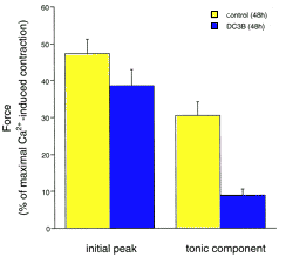 Control (48h)
DC3B (48h)
60
50
40
30
20
10
0
Force
(% of maximal Ca²⁺-induced contraction)
initial peak
tonic component